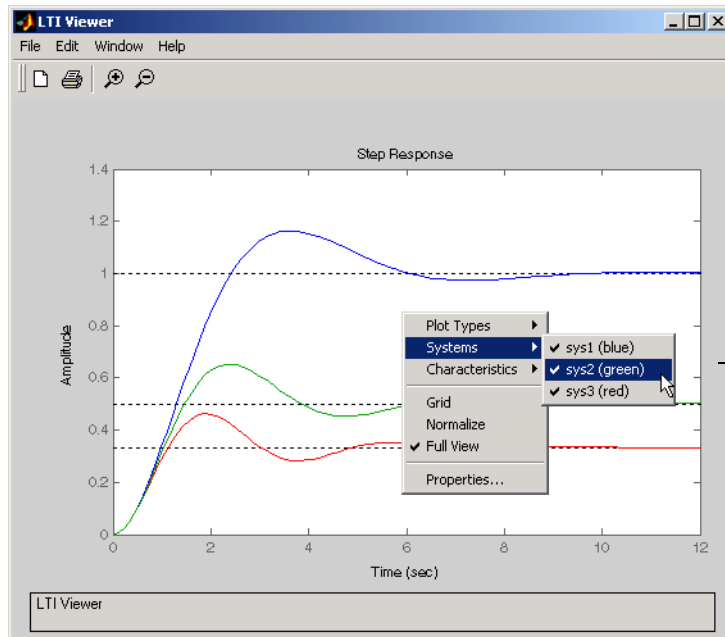 LTI Viewer
File Edit Window Help
Step Response
1.4
1.2
1
0.8
0.6
0.4
0.2
0
Amplitude
Plot Types
Systems
Characteristics
Grid
Normalize
Full View
Properties...
sys1 (blue)
sys2 (green)
sys3 (red)
0 2 4 6 8 10 12
Time (sec)
LTI Viewer